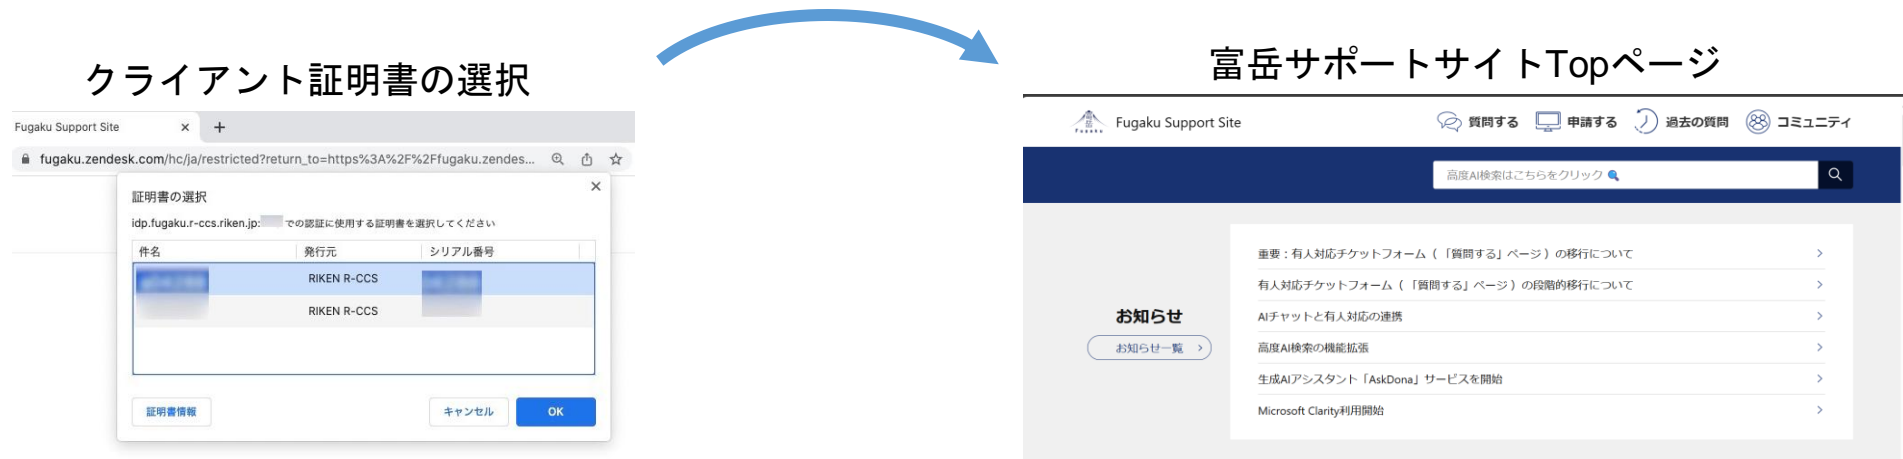 クライアント証明書の選択
Fugaku Support Site × +
fugaku.zendesk.com/hc/ja/restricted?return_to=https%3A%2F%2Ffugaku.zendes...
証明書の選択 ×
idp.fugaku.r-ccs.riken.jp: での認証に使用する証明書を選択してください
件名 発行元 シリアル番号
RIKEN R-CCS
RIKEN R-CCS
証明書情報 キャンセル OK
富岳サポートサイトTopページ
富岳 Fugaku Fugaku Support Site 質問する 申請する 過去の質問 コミュニティ
高度AI検索はこちらをクリック
お知らせ
お知らせ一覧 >
重要：有人対応チケットフォーム（「質問する」ページ）の移行について >
有人対応チケットフォーム（「質問する」ページ）の段階的移行について >
AIチャットと有人対応の連携 >
高度AI検索の機能拡張 >
生成AIアシスタント「AskDona」サービスを開始 >
Microsoft Clarity利用開始 >